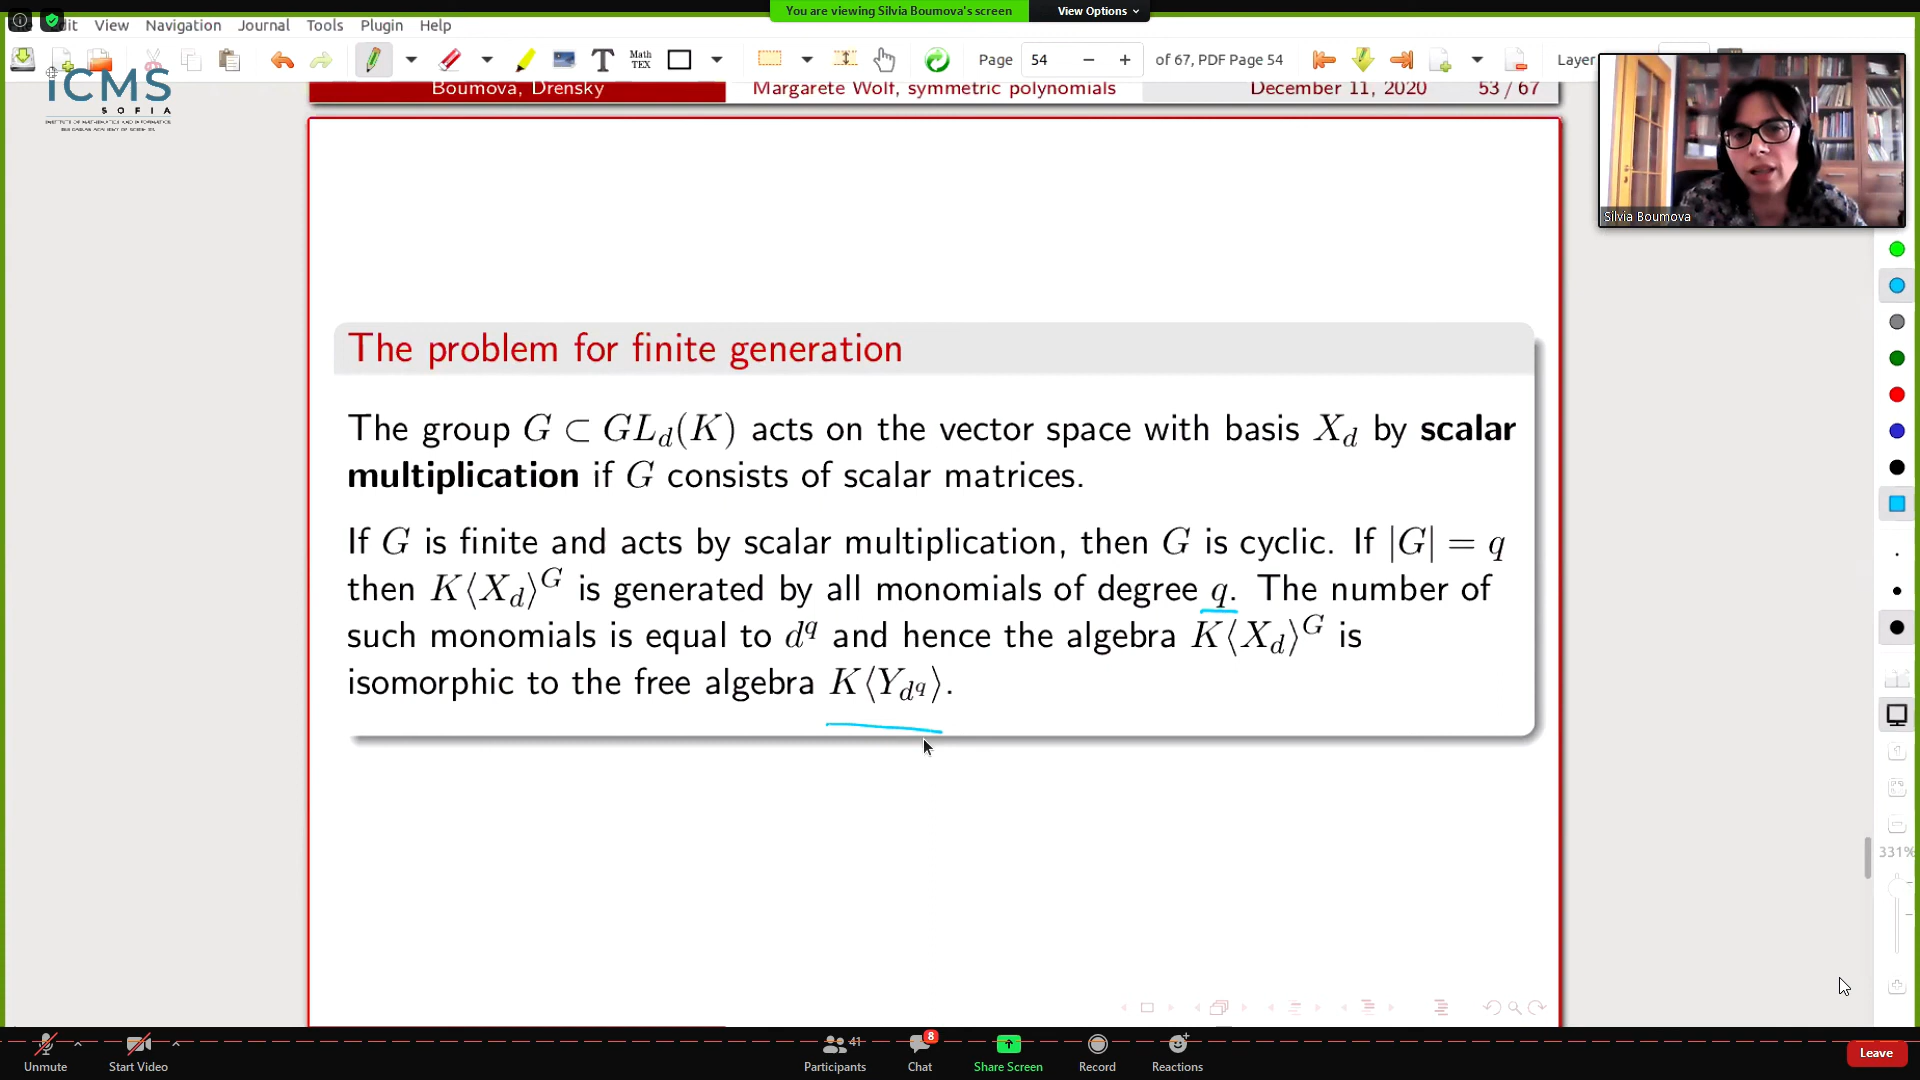 You are viewing Silvia Boumova's screen
View Options
View Navigation Journal Tools Plugin Help
Math TEX
Page 54 of 67, PDF Page 54 Layer
iCMS
SOFIA
Boumova, Drensky Margarete Wolf, symmetric polynomials December 11, 2020 53 / 67
Silvia Boumova
The problem for finite generation
The group G ⊂ GL_d(K) acts on the vector space with basis X_d by scalar
multiplication if G consists of scalar matrices.
If G is finite and acts by scalar multiplication, then G is cyclic. If |G| = q
then K⟨X_d⟩^G is generated by all monomials of degree q. The number of
such monomials is equal to d^q and hence the algebra K⟨X_d⟩^G is
isomorphic to the free algebra K⟨Y_{d^q}⟩.
331%
Unmute Start Video 41 Participants 8 Chat Share Screen Record Reactions Leave